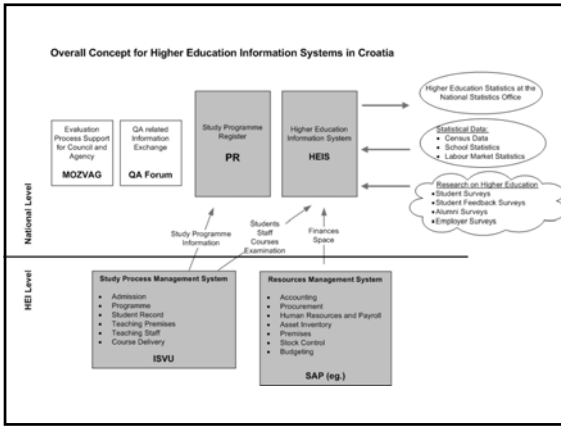 Overall Concept for Higher Education Information Systems in Croatia
Evaluation
Process Support
for Council and
Agency
MOZVAG
QA related
Information
Exchange
QA Forum
Study Programme
Register
PR
Higher Education
Information System
HEIS
Higher Education Statistics at the
National Statistics Office
Statistical Data:
• Census Data
• School Statistics
• Labour Market Statistics
Research on Higher Education
• Student Surveys
• Student Feedback Surveys
• Alumni Surveys
• Employer Surveys
National Level
Study Programme
Information
Students
Staff
Courses
Examination
Finances
Space
HEI Level
Study Process Management System
• Admission
• Programme
• Student Record
• Teaching Premises
• Teaching Staff
• Course Delivery
ISVU
Resources Management System
• Accounting
• Procurement
• Human Resources and Payroll
• Asset Inventory
• Premises
• Stock Control
• Budgeting
SAP (eg.)